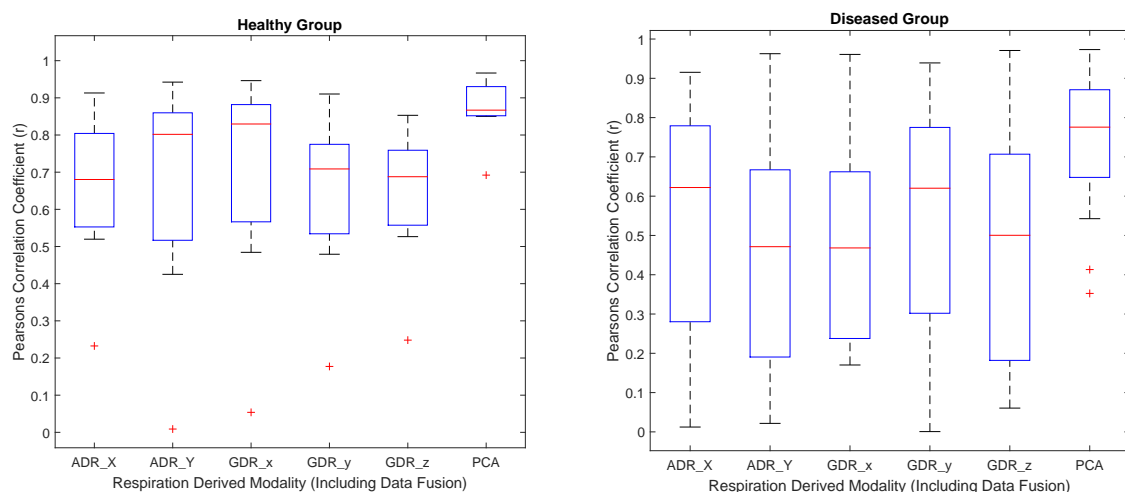 Healthy Group
Pearsons Correlation Coefficient (r)
1
0.9
0.8
0.7
0.6
0.5
0.4
0.3
0.2
0.1
0
ADR_X ADR_Y GDR_x GDR_y GDR_z PCA
Respiration Derived Modality (Including Data Fusion)
Diseased Group
Pearsons Correlation Coefficient (r)
1
0.9
0.8
0.7
0.6
0.5
0.4
0.3
0.2
0.1
0
ADR_X ADR_Y GDR_x GDR_y GDR_z PCA
Respiration Derived Modality (Including Data Fusion)